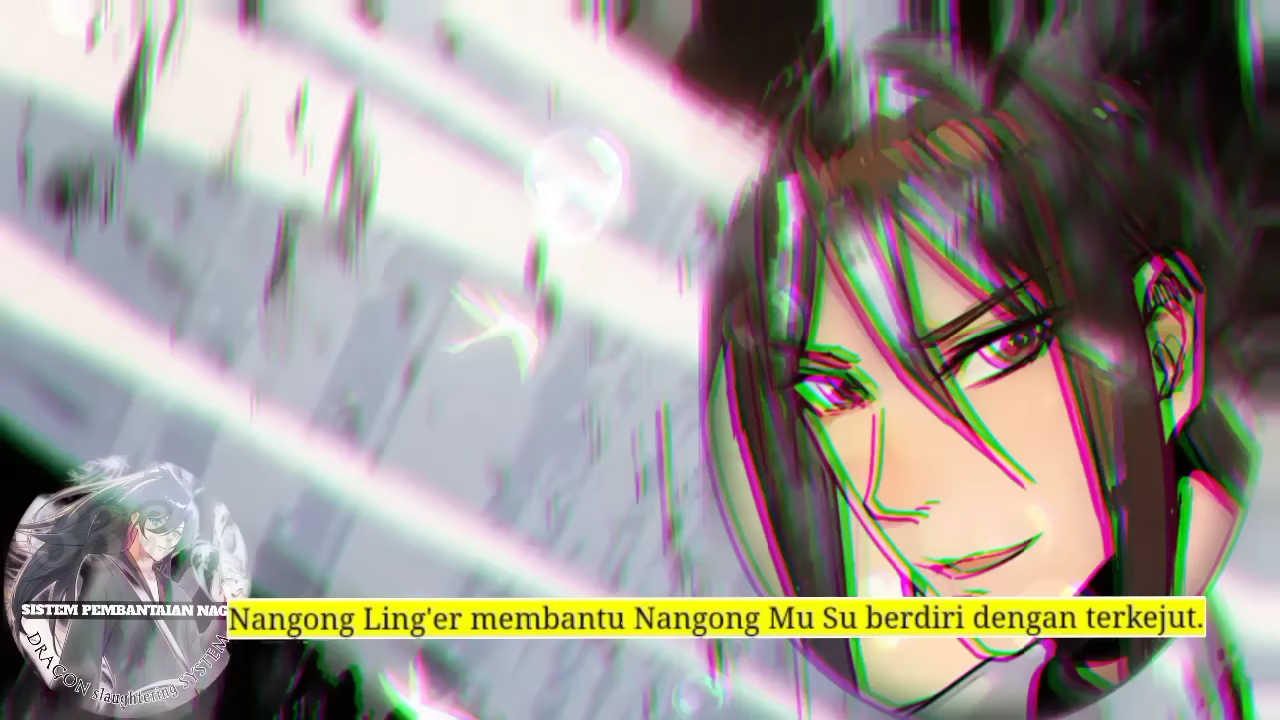 SISTEM PEMBANTAIAN NAG
Nangong Ling'er membantu Nangong Mu Su berdiri dengan terkejut.
DRAGON slaughtering SYSTEM